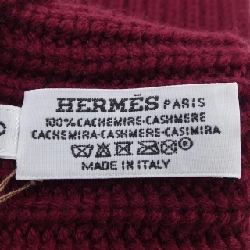 HERMÈS PARIS
100% CACHEMIRE-CASHMERE
CACHEMIRA-CASHMERE-CASIMIRA
MADE IN ITALY